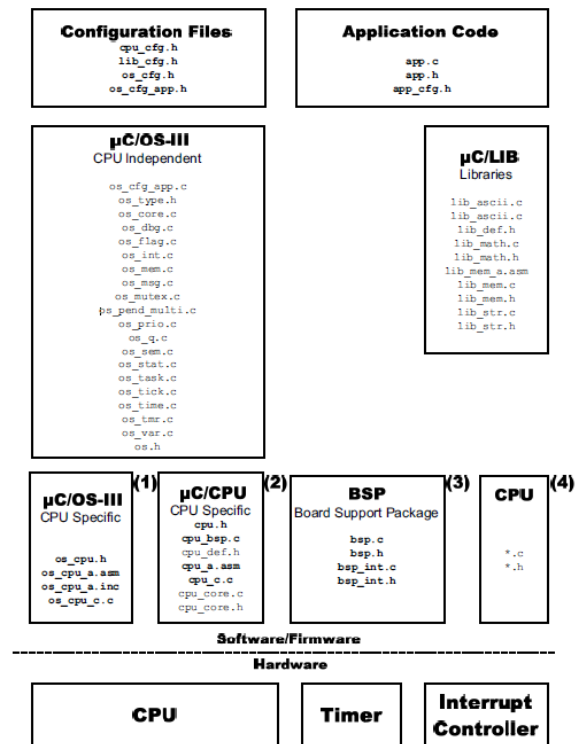 Configuration Files
cpu_cfg.h
lib_cfg.h
os_cfg.h
os_cfg_app.h
Application Code
app.c
app.h
app_cfg.h
µC/OS-III
CPU Independent
os_cfg_app.c
os_type.h
os_core.c
os_dbg.c
os_flag.c
os_int.c
os_mem.c
os_msg.c
os_mutex.c
os_pend_multi.c
os_prio.c
os_q.c
os_sem.c
os_stat.c
os_task.c
os_tick.c
os_time.c
os_tmr.c
os_var.c
os.h
µC/LIB
Libraries
lib_ascii.c
lib_ascii.c
lib_def.h
lib_math.c
lib_math.h
lib_mem_a.asm
lib_mem.c
lib_mem.h
lib_str.c
lib_str.h
µC/OS-III
CPU Specific
os_cpu.h
os_cpu_a.asm
os_cpu_a.inc
os_cpu_c.c
(1)
µC/CPU
CPU Specific
cpu.h
cpu_bsp.c
cpu_def.h
cpu_a.asm
cpu_c.c
cpu_core.c
cpu_core.h
(2)
BSP
Board Support Package
bsp.c
bsp.h
bsp_int.c
bsp_int.h
(3)
CPU
*.c
*.h
(4)
Software/Firmware
Hardware
CPU
Timer
Interrupt
Controller